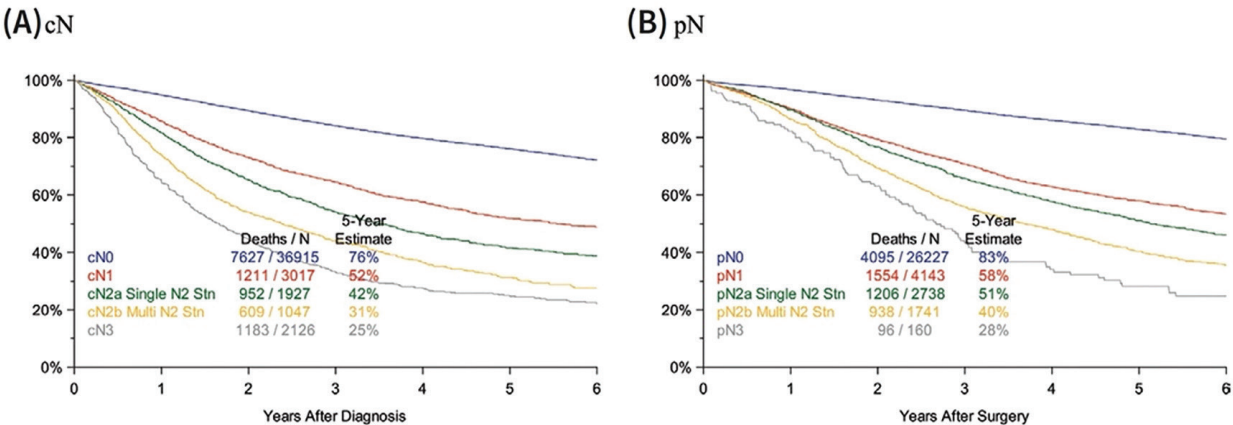 (A) cN
100%
80%
60%
40%
20%
0%
5-Year
Deaths / N Estimate
cN0 7627 / 36915 76%
cN1 1211 / 3017 52%
cN2a Single N2 Stn 952 / 1927 42%
cN2b Multi N2 Stn 609 / 1047 31%
cN3 1183 / 2126 25%
0 1 2 3 4 5 6
Years After Diagnosis
(B) pN
100%
80%
60%
40%
20%
0%
5-Year
Deaths / N Estimate
pN0 4095 / 26227 83%
pN1 1554 / 4143 58%
pN2a Single N2 Stn 1206 / 2738 51%
pN2b Multi N2 Stn 938 / 1741 40%
pN3 96 / 160 28%
0 1 2 3 4 5 6
Years After Surgery